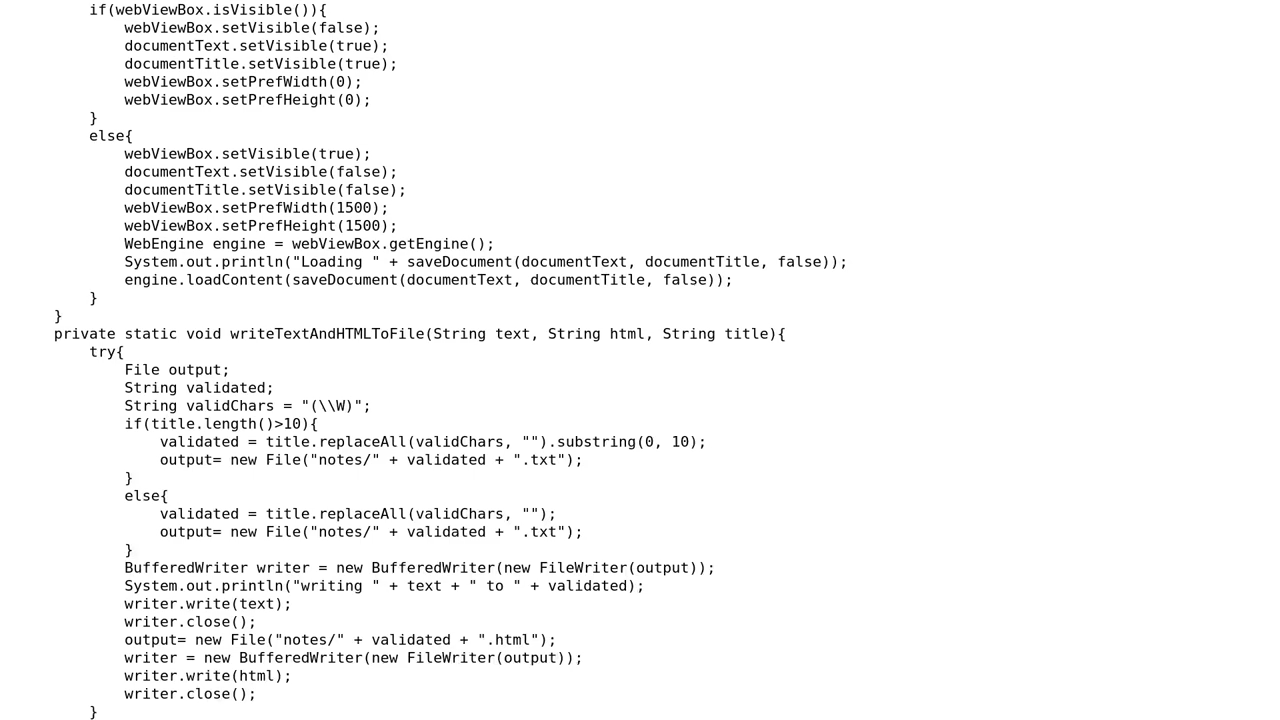 if(webViewBox.isVisible()){
            webViewBox.setVisible(false);
            documentText.setVisible(true);
            documentTitle.setVisible(true);
            webViewBox.setPrefWidth(0);
            webViewBox.setPrefHeight(0);
        }
        else{
            webViewBox.setVisible(true);
            documentText.setVisible(false);
            documentTitle.setVisible(false);
            webViewBox.setPrefWidth(1500);
            webViewBox.setPrefHeight(1500);
            WebEngine engine = webViewBox.getEngine();
            System.out.println("Loading " + saveDocument(documentText, documentTitle, false));
            engine.loadContent(saveDocument(documentText, documentTitle, false));
        }
    }
    private static void writeTextAndHTMLToFile(String text, String html, String title){
        try{
            File output;
            String validated;
            String validChars = "(\\W)";
            if(title.length()>10){
                validated = title.replaceAll(validChars, "").substring(0, 10);
                output= new File("notes/" + validated + ".txt");
            }
            else{
                validated = title.replaceAll(validChars, "");
                output= new File("notes/" + validated + ".txt");
            }
            BufferedWriter writer = new BufferedWriter(new FileWriter(output));
            System.out.println("writing " + text + " to " + validated);
            writer.write(text);
            writer.close();
            output= new File("notes/" + validated + ".html");
            writer = new BufferedWriter(new FileWriter(output));
            writer.write(html);
            writer.close();
        }